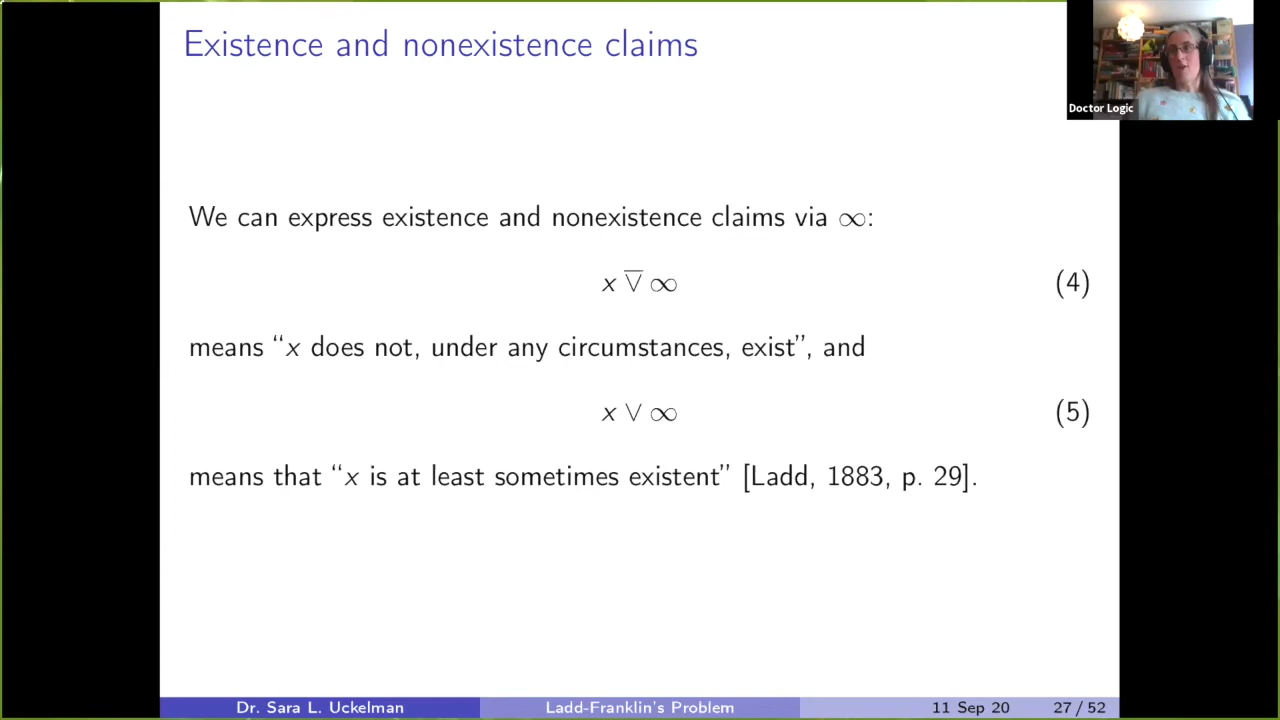 Existence and nonexistence claims
Doctor Logic
We can express existence and nonexistence claims via ∞:
x ⊽ ∞ (4)
means “x does not, under any circumstances, exist”, and
x ∨ ∞ (5)
means that “x is at least sometimes existent” [Ladd, 1883, p. 29].
Dr. Sara L. Uckelman Ladd-Franklin's Problem 11 Sep 20 27 / 52